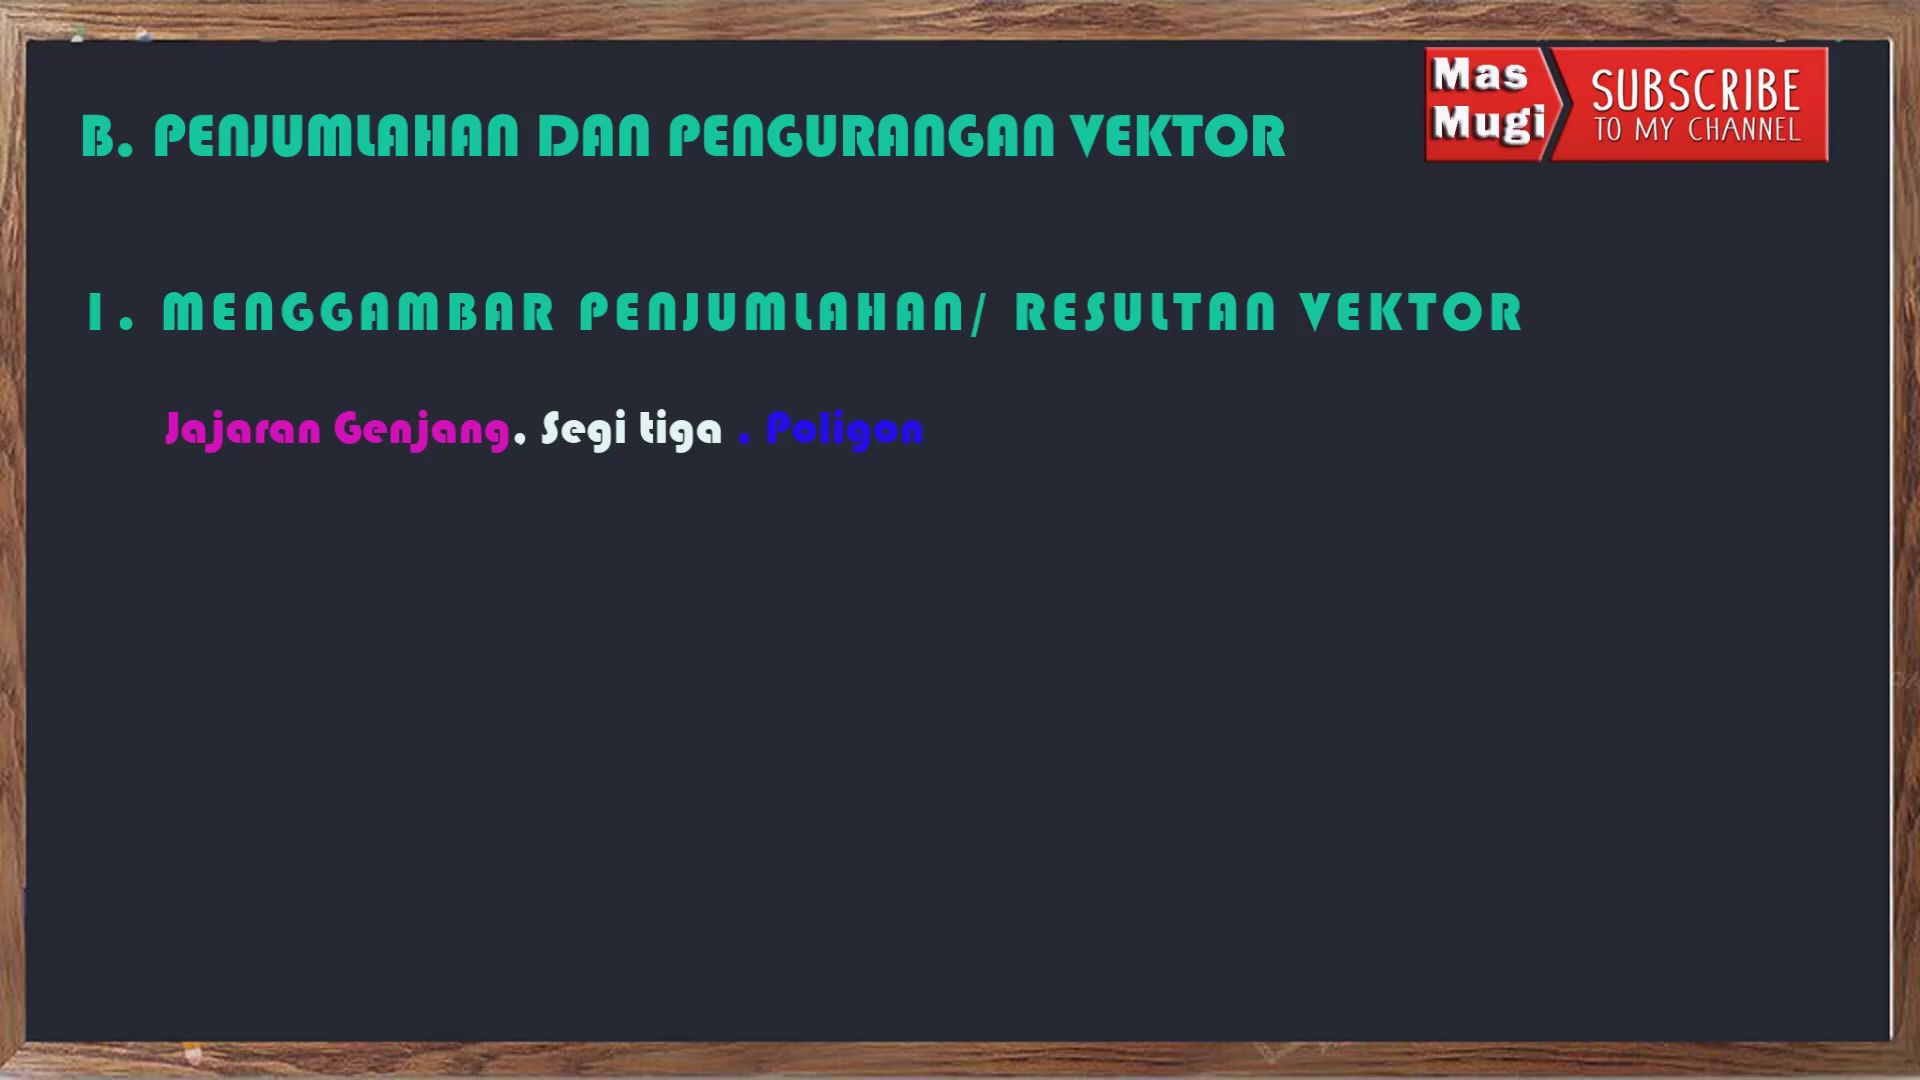 B. PENJUMLAHAN DAN PENGURANGAN VEKTOR
Mas
Mugi
SUBSCRIBE
TO MY CHANNEL
1. MENGGAMBAR PENJUMLAHAN/ RESULTAN VEKTOR
Jajaran Genjang, Segi tiga , Poligon